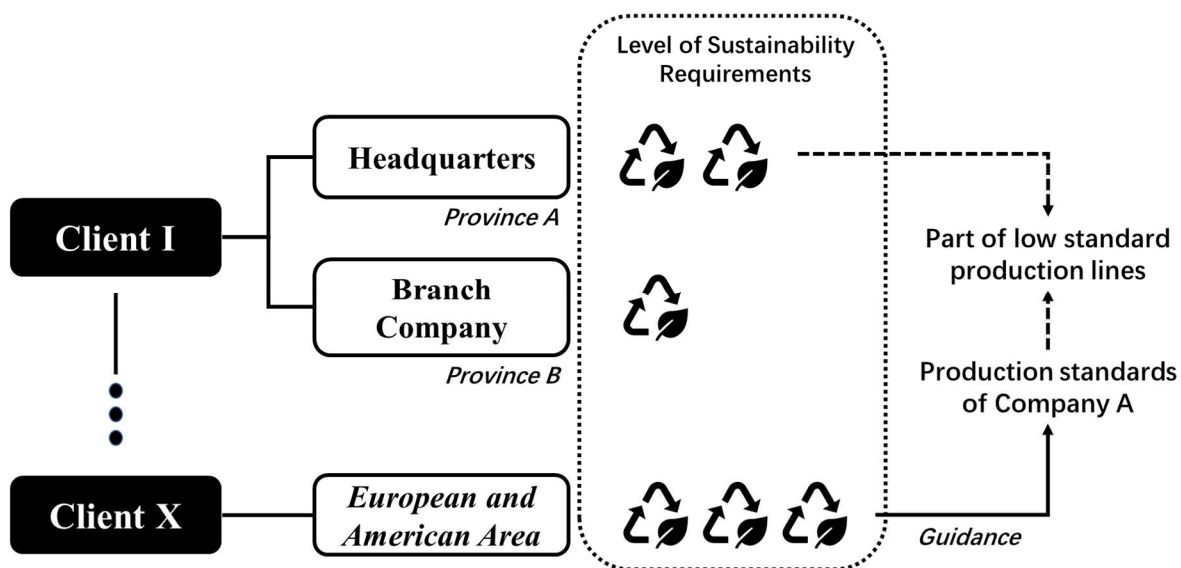 Level of Sustainability
Requirements
Headquarters
Province A
Client I
Branch
Company
Province B
Part of low standard
production lines
Production standards
of Company A
Client X
European and
American Area
Guidance